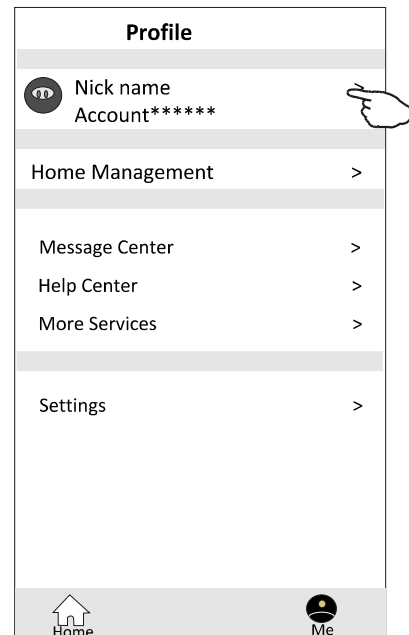 Profile
Nick name
Account******
Home Management >
Message Center >
Help Center >
More Services >
Settings >
Home
Me